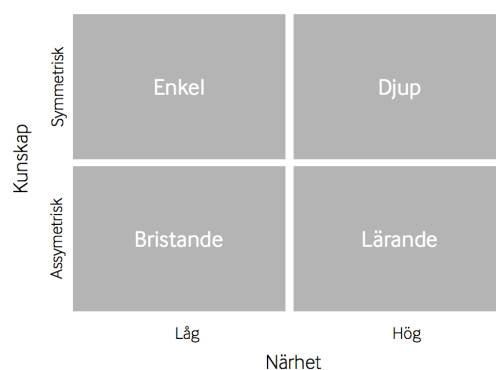 Kunskap
Symmetrisk
Enkel
Djup
Assymetrisk
Bristande
Lärande
Låg
Hög
Närhet